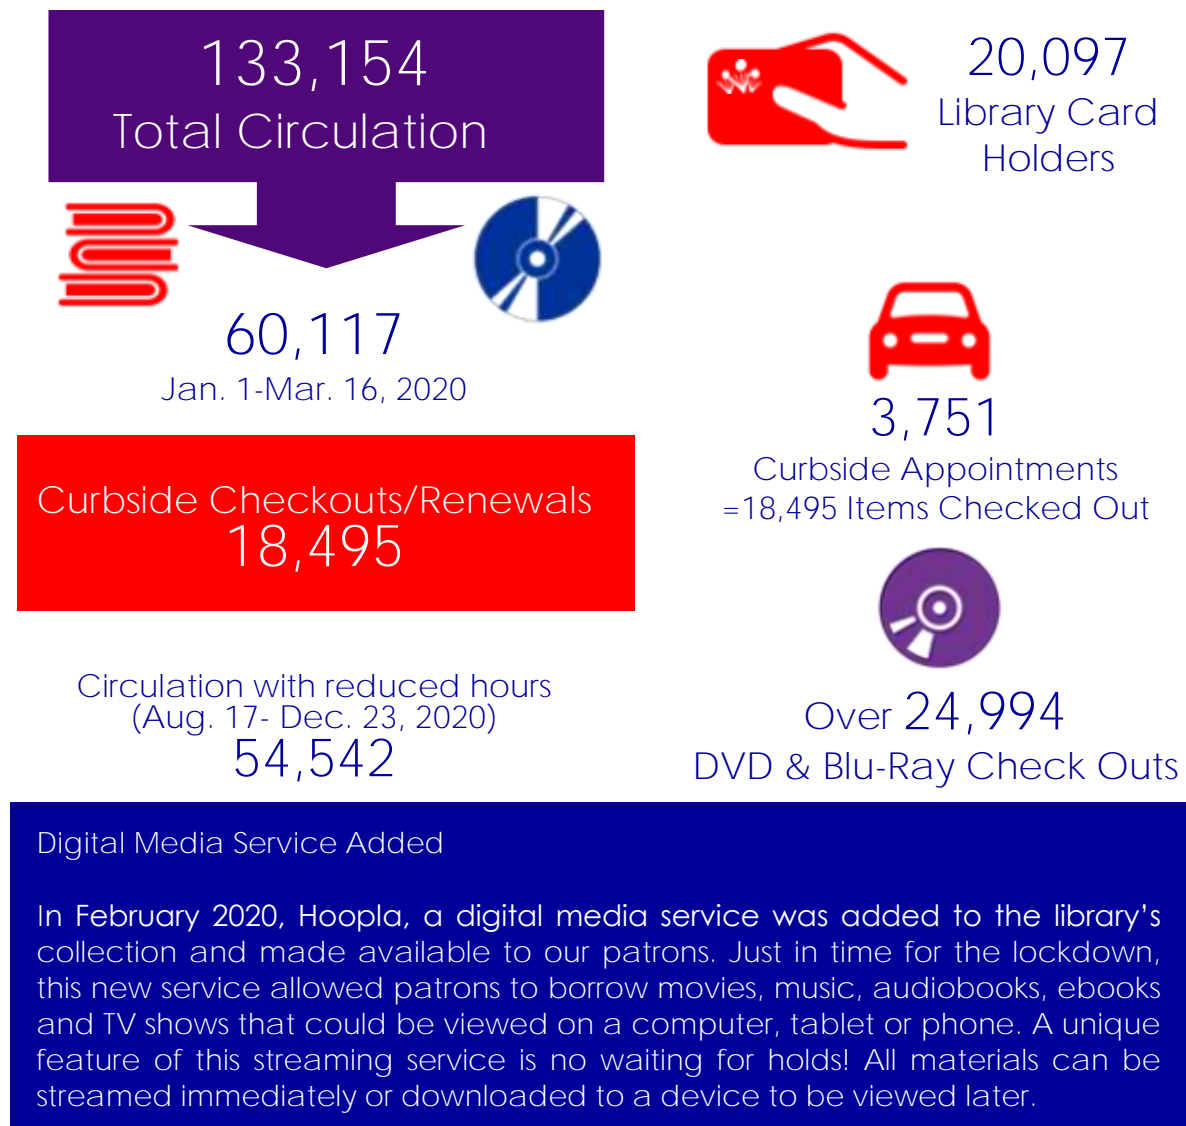 133,154
Total Circulation
60,117
Jan. 1-Mar. 16, 2020
Curbside Checkouts/Renewals
18,495
Circulation with reduced hours
(Aug. 17- Dec. 23, 2020)
54,542
20,097
Library Card
Holders
3,751
Curbside Appointments
=18,495 Items Checked Out
Over 24,994
DVD & Blu-Ray Check Outs
Digital Media Service Added
In February 2020, Hoopla, a digital media service was added to the library’s
collection and made available to our patrons. Just in time for the lockdown,
this new service allowed patrons to borrow movies, music, audiobooks, ebooks
and TV shows that could be viewed on a computer, tablet or phone. A unique
feature of this streaming service is no waiting for holds! All materials can be
streamed immediately or downloaded to a device to be viewed later.